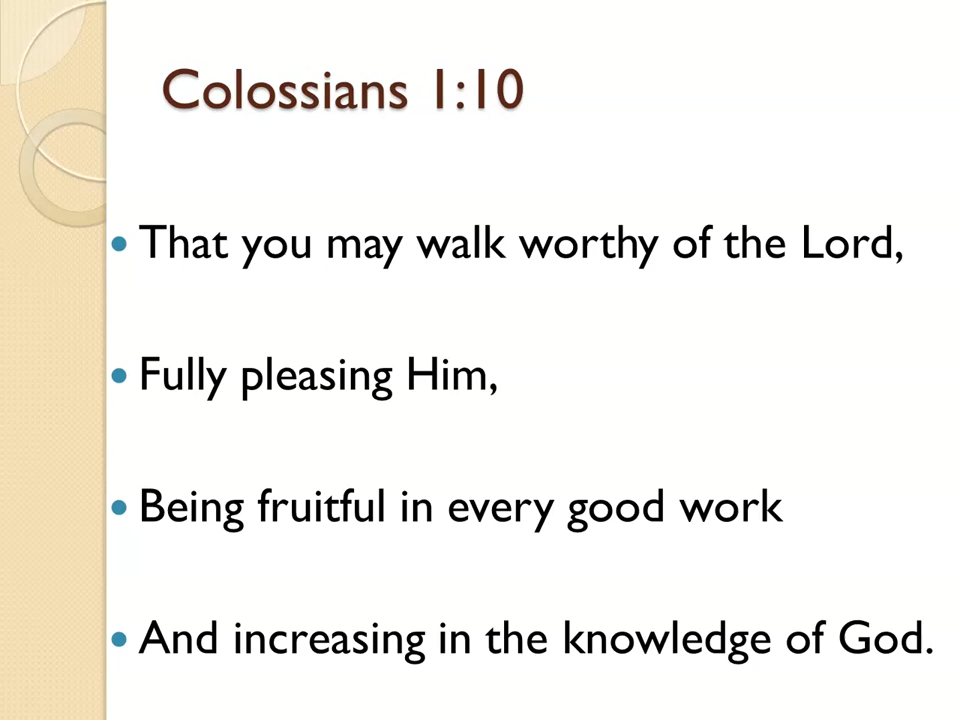 Colossians 1:10
• That you may walk worthy of the Lord,
• Fully pleasing Him,
• Being fruitful in every good work
• And increasing in the knowledge of God.